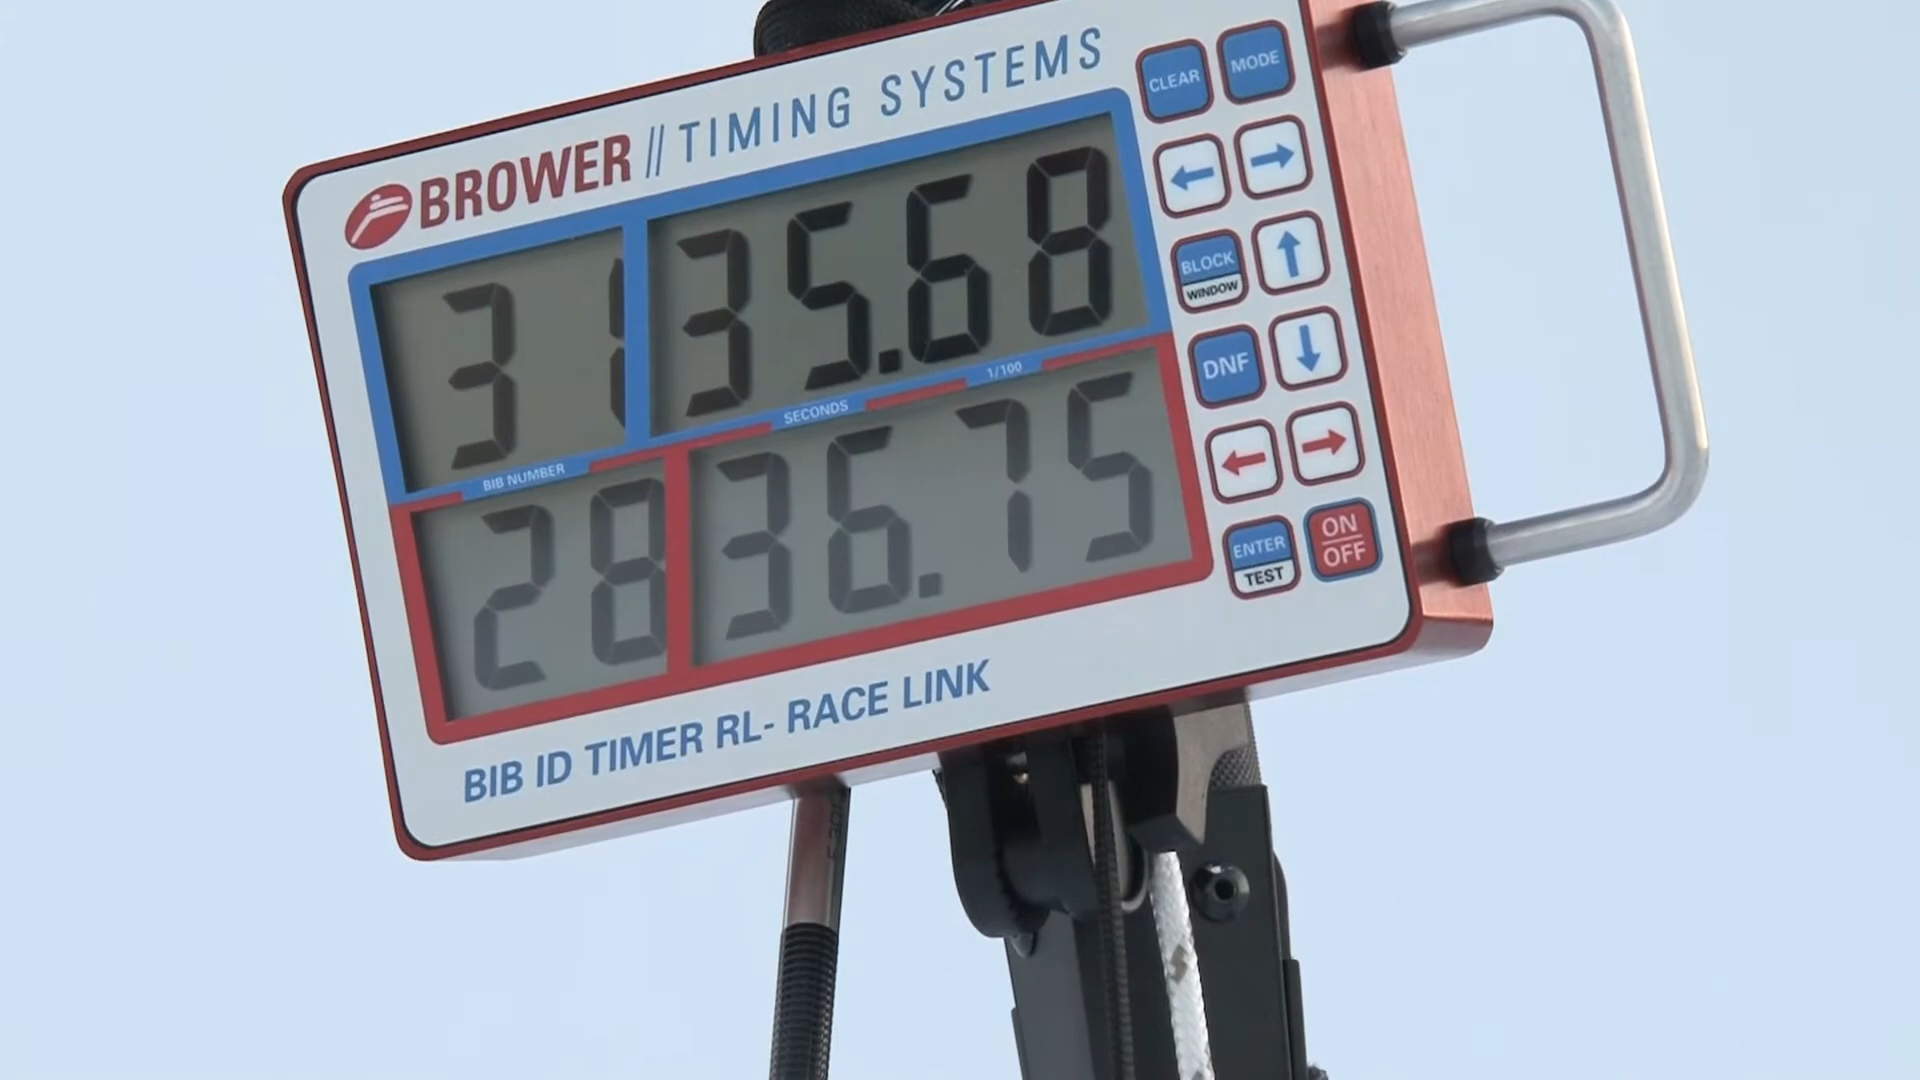 BROWER // TIMING SYSTEMS
CLEAR MODE
31 35.68
BLOCK
WINDOW
DNF
BIB NUMBER SECONDS 1/100
28 36.75
ENTER
TEST
ON
OFF
BIB ID TIMER RL- RACE LINK